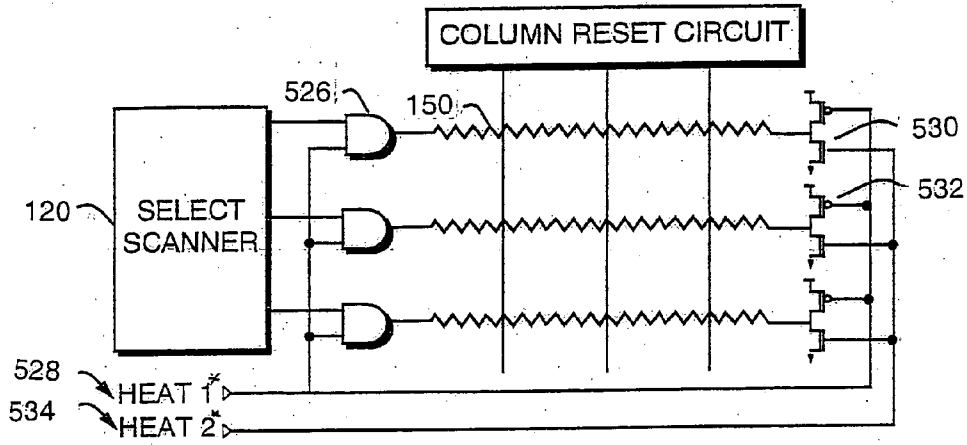 COLUMN RESET CIRCUIT
526
150
530
532
120
SELECT
SCANNER
528
HEAT 1*
534
HEAT 2*